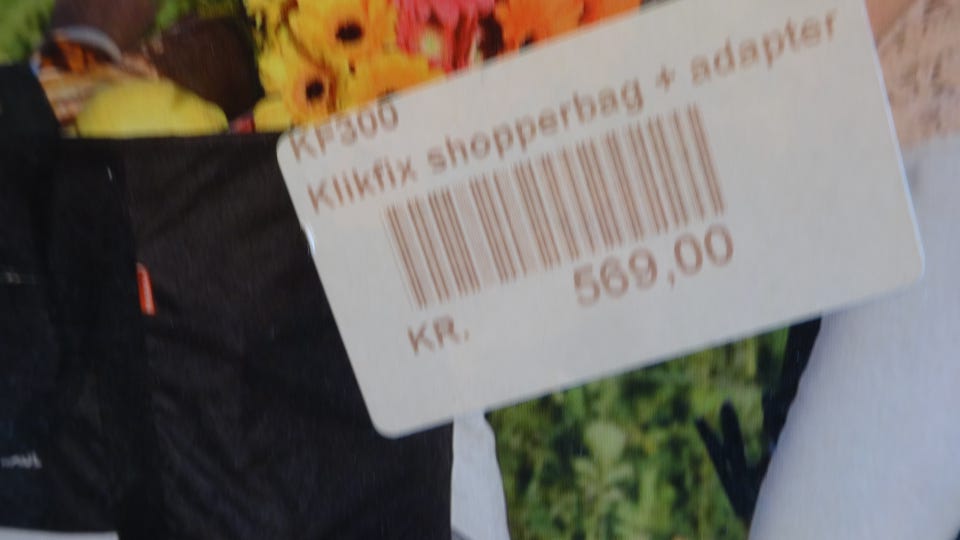 KF300
Klikfix shopperbag + adapter
KR. 569,00